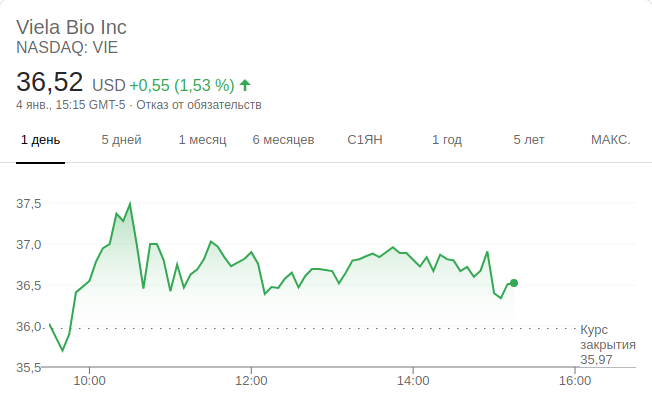 Viela Bio Inc
NASDAQ: VIE
36,52 USD +0,55 (1,53 %)
4 янв., 15:15 GMT-5 · Отказ от обязательств
1 день 5 дней 1 месяц 6 месяцев С1ЯН 1 год 5 лет МАКС.
37,5
37,0
36,5
36,0
Курс
закрытия
35,97
35,5
10:00 12:00 14:00 16:00